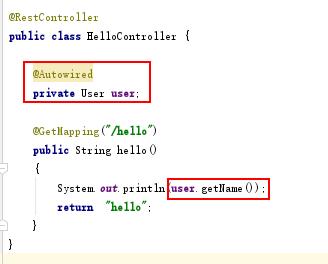 @RestController
public class HelloController {
@Autowired
private User user;
@GetMapping("/hello")
public String hello()
{
System.out.println(user.getName());
return "hello";
}
}